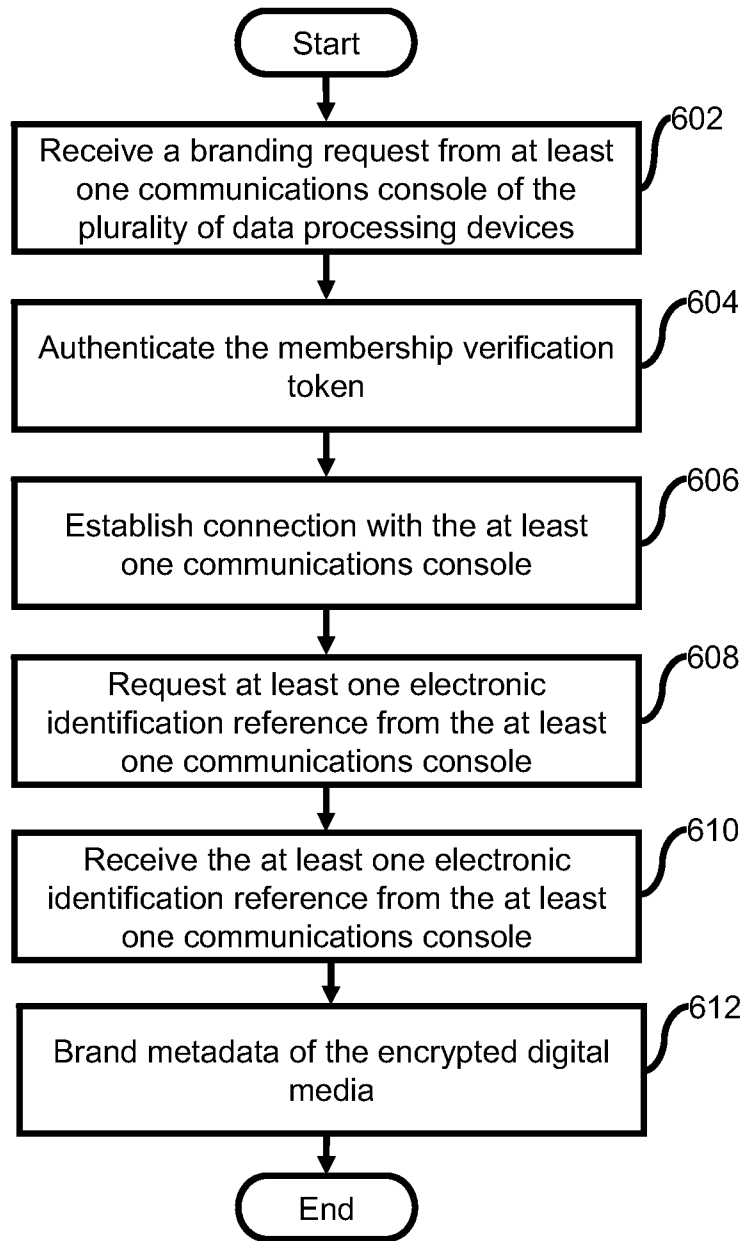 Start
602
Receive a branding request from at least
one communications console of the
plurality of data processing devices
604
Authenticate the membership verification
token
606
Establish connection with the at least
one communications console
608
Request at least one electronic
identification reference from the at least
one communications console
610
Receive the at least one electronic
identification reference from the at least
one communications console
612
Brand metadata of the encrypted digital
media
End